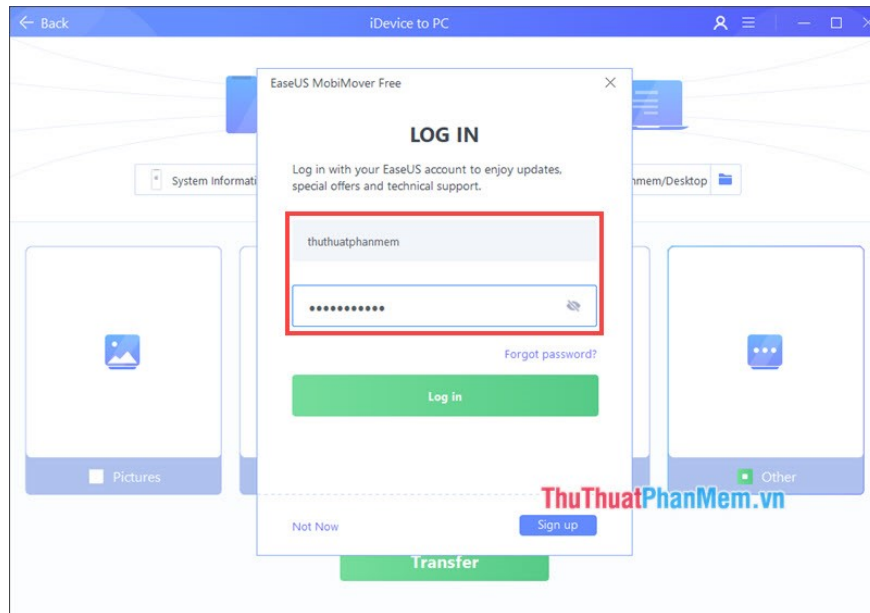 Back
iDevice to PC
EaseUS MobiMover Free
LOG IN
Log in with your EaseUS account to enjoy updates,
special offers and technical support.
System Informati
nmem/Desktop
thuthuatphanmem
•••••••••••
Forgot password?
Log in
Pictures
Other
ThuThuatPhanMem.vn
Not Now
Sign up
Transfer